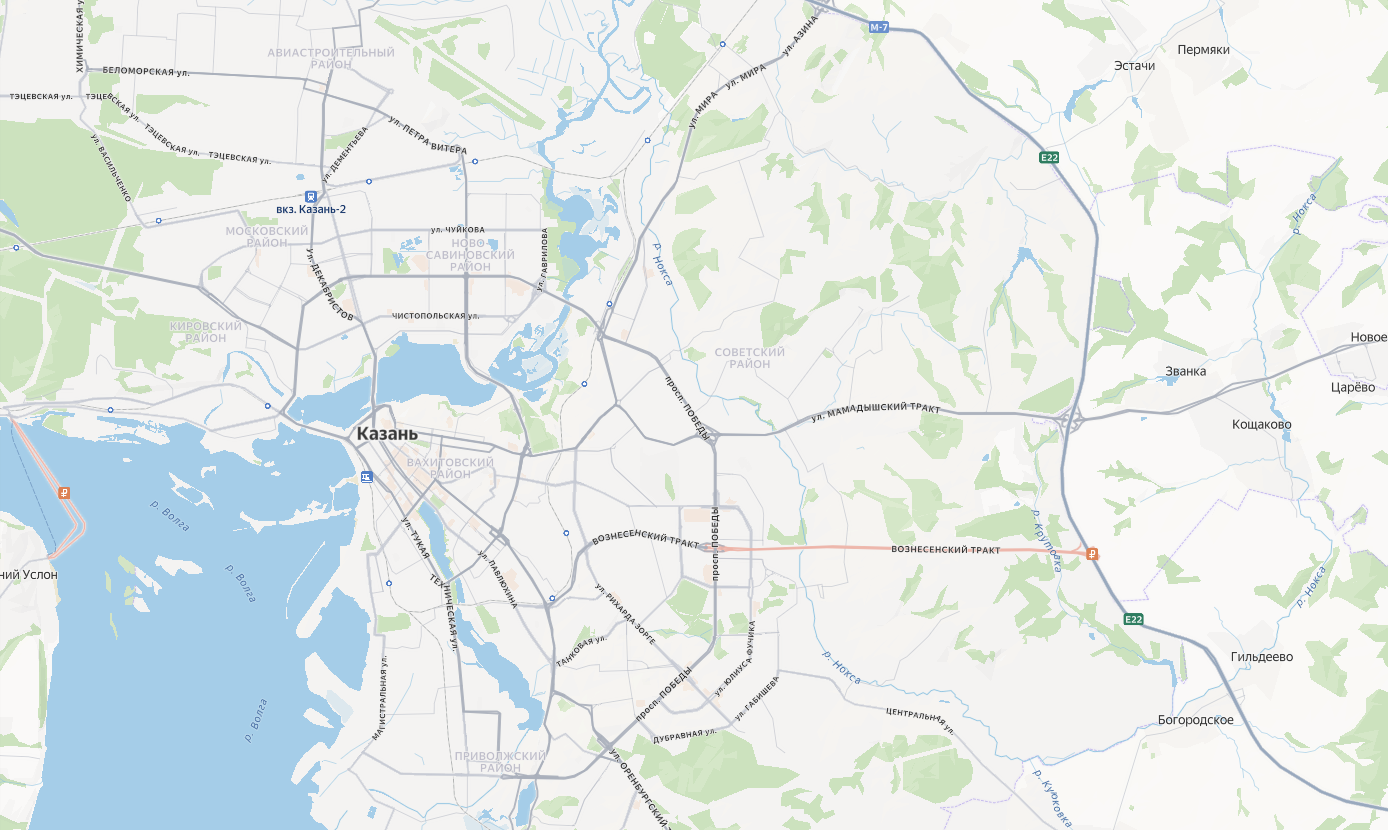 ХИМИЧЕСКАЯ у
АВИАСТРОИТЕЛЬНЫЙ
РАЙОН
БЕЛОМОРСКАЯ ул.
ТЭЦЕВСКАЯ ул.
ТЭЦЕВСКАЯ ул.
ТЭЦЕВСКАЯ ул.
ТЭЦЕВСКАЯ ул.
ул. ВАСИЛЬЧЕНКО
ул. ДЕМЕНТЬЕВА
ул. ПЕТРА ВИТЕРА
ул. МИРА
ул. МИРА
ул. АЗИНА
М-7
Пермяки
Эстачи
E22
вкз. Казань-2
МОСКОВСКИЙ
РАЙОН
ул. ЧУЙКОВА
НОВО-
САВИНОВСКИЙ
РАЙОН
ул. ГАВРИЛОВА
р. Нокса
р. Нокса
ул. ДЕКАБРИСТОВ
ЧИСТОПОЛЬСКАЯ ул.
КИРОВСКИЙ
РАЙОН
СОВЕТСКИЙ
РАЙОН
Новое
Званка
Царёво
просп. ПОБЕДЫ
ул. МАМАДЫШСКИЙ ТРАКТ
Кощаково
Казань
ВАХИТОВСКИЙ
РАЙОН
р. Волга
ул. ТУКАЯ
ВОЗНЕСЕНСКИЙ ТРАКТ
просп. ПОБЕДЫ
ВОЗНЕСЕНСКИЙ ТРАКТ
р. Крутовка
ний Услон
р. Волга
ул. ПАВЛЮХИНА
ТЕХНИЧЕСКАЯ ул.
ул. РИХАРДА ЗОРГЕ
р. Нокса
E22
ТАНКОВАЯ ул.
ул. ЮЛИУСА ФУЧИКА
р. Нокса
Гильдеево
МАГИСТРАЛЬНАЯ ул.
просп. ПОБЕДЫ
ул. ГАБИШЕВА
ЦЕНТРАЛЬНАЯ ул.
Богородское
р. Волга
ДУБРАВНАЯ ул.
ПРИВОЛЖСКИЙ
РАЙОН
ул. ОРЕНБУРГСКИЙ Т
р. Куюковка